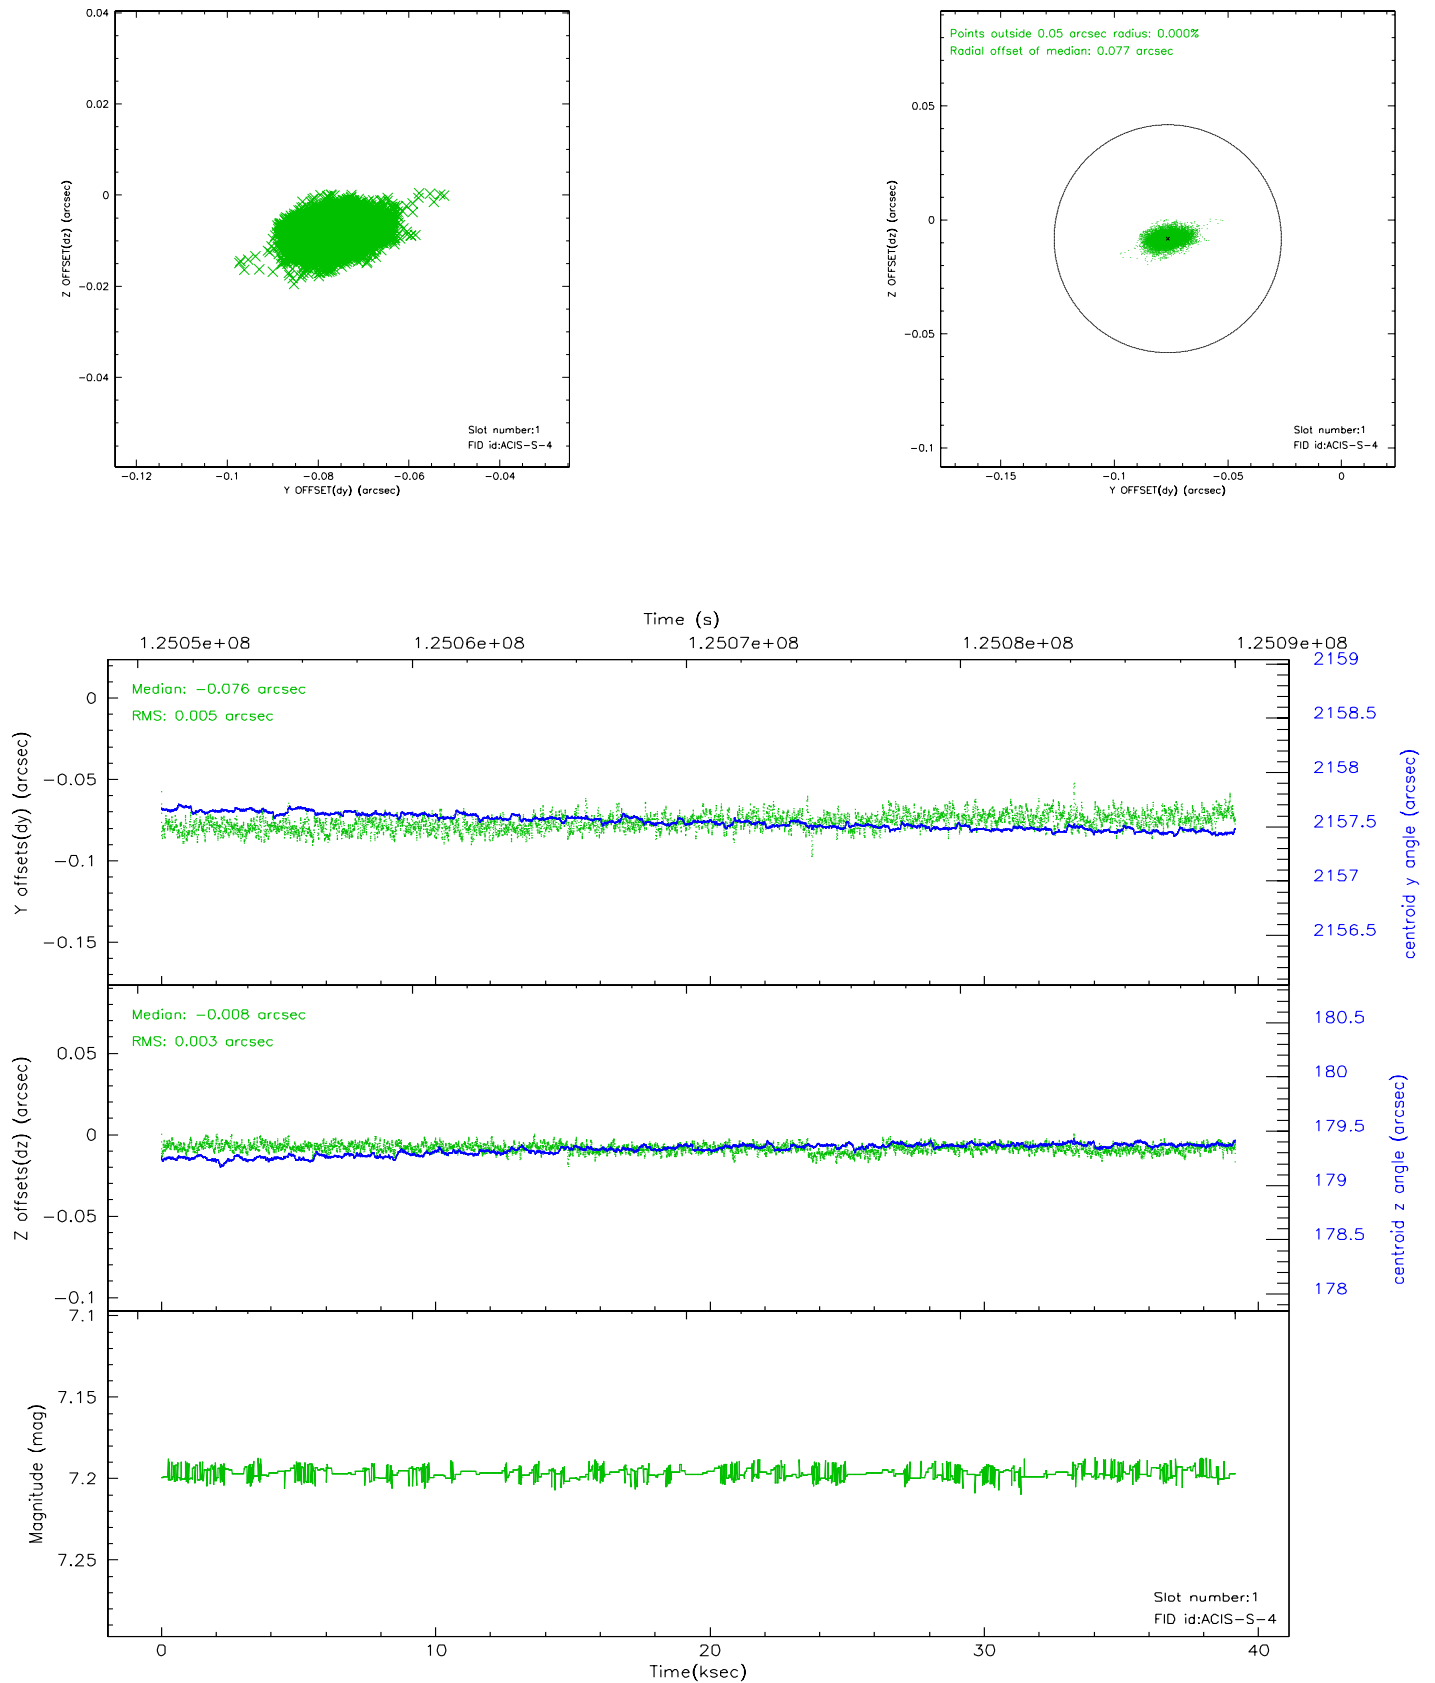 0.04
0.02
0
−0.02
−0.04
Z OFFSET(dz) (arcsec)
Slot number:1
FID id:ACIS−S−4
−0.12
−0.1
−0.08
−0.06
−0.04
Y OFFSET(dy) (arcsec)
Points outside 0.05 arcsec radius: 0.000%
Radial offset of median: 0.077 arcsec
0.05
0
−0.05
−0.1
Z OFFSET(dz) (arcsec)
Slot number:1
FID id:ACIS−S−4
−0.15
−0.1
−0.05
0
Y OFFSET(dy) (arcsec)
Time (s)
1.2505e+08
1.2506e+08
1.2507e+08
1.2508e+08
1.2509e+08
Median: −0.076 arcsec
RMS: 0.005 arcsec
0
−0.05
−0.1
−0.15
Y offsets(dy) (arcsec)
2159
2158.5
2158
2157.5
2157
2156.5
centroid y angle (arcsec)
Median: −0.008 arcsec
RMS: 0.003 arcsec
0.05
0
−0.05
−0.1
Z offsets(dz) (arcsec)
180.5
180
179.5
179
178.5
178
centroid z angle (arcsec)
7.1
7.15
7.2
7.25
Magnitude (mag)
Slot number:1
FID id:ACIS−S−4
0
10
20
30
40
Time(ksec)